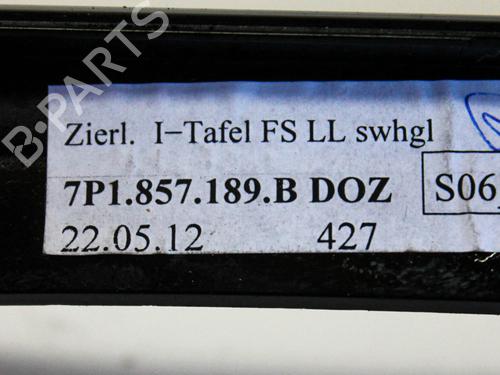 B-PARTS
Zierl. I-Tafel FS LL swhgl
7P1.857.189.B DOZ
S06
22.05.12 427